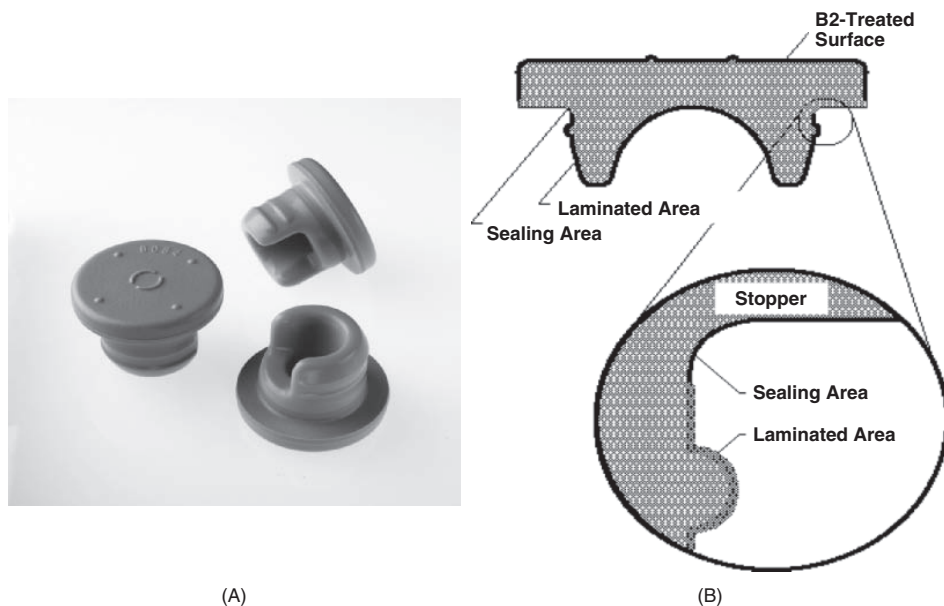 B2-Treated
Surface
Laminated Area
Sealing Area
Stopper
Sealing Area
Laminated Area
(A)
(B)